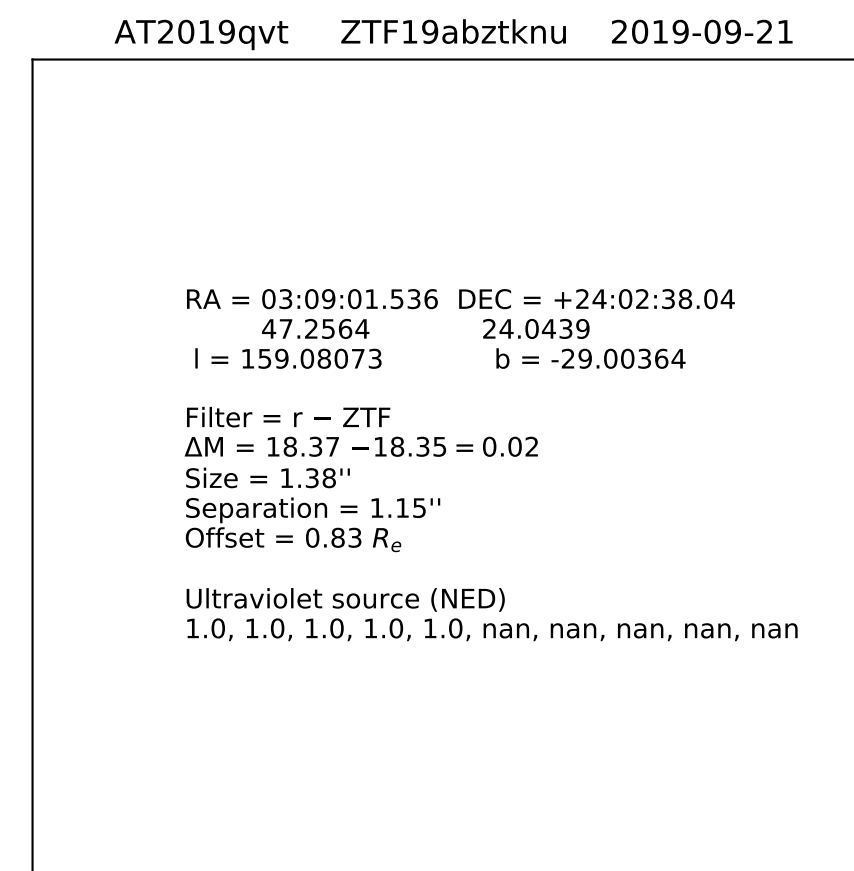 AT2019qvt ZTF19abztknu 2019-09-21
RA = 03:09:01.536 DEC = +24:02:38.04
47.2564 24.0439
l = 159.08073 b = -29.00364
Filter = r − ZTF
ΔM = 18.37 −18.35 = 0.02
Size = 1.38''
Separation = 1.15''
Offset = 0.83 Re
Ultraviolet source (NED)
1.0, 1.0, 1.0, 1.0, 1.0, nan, nan, nan, nan, nan